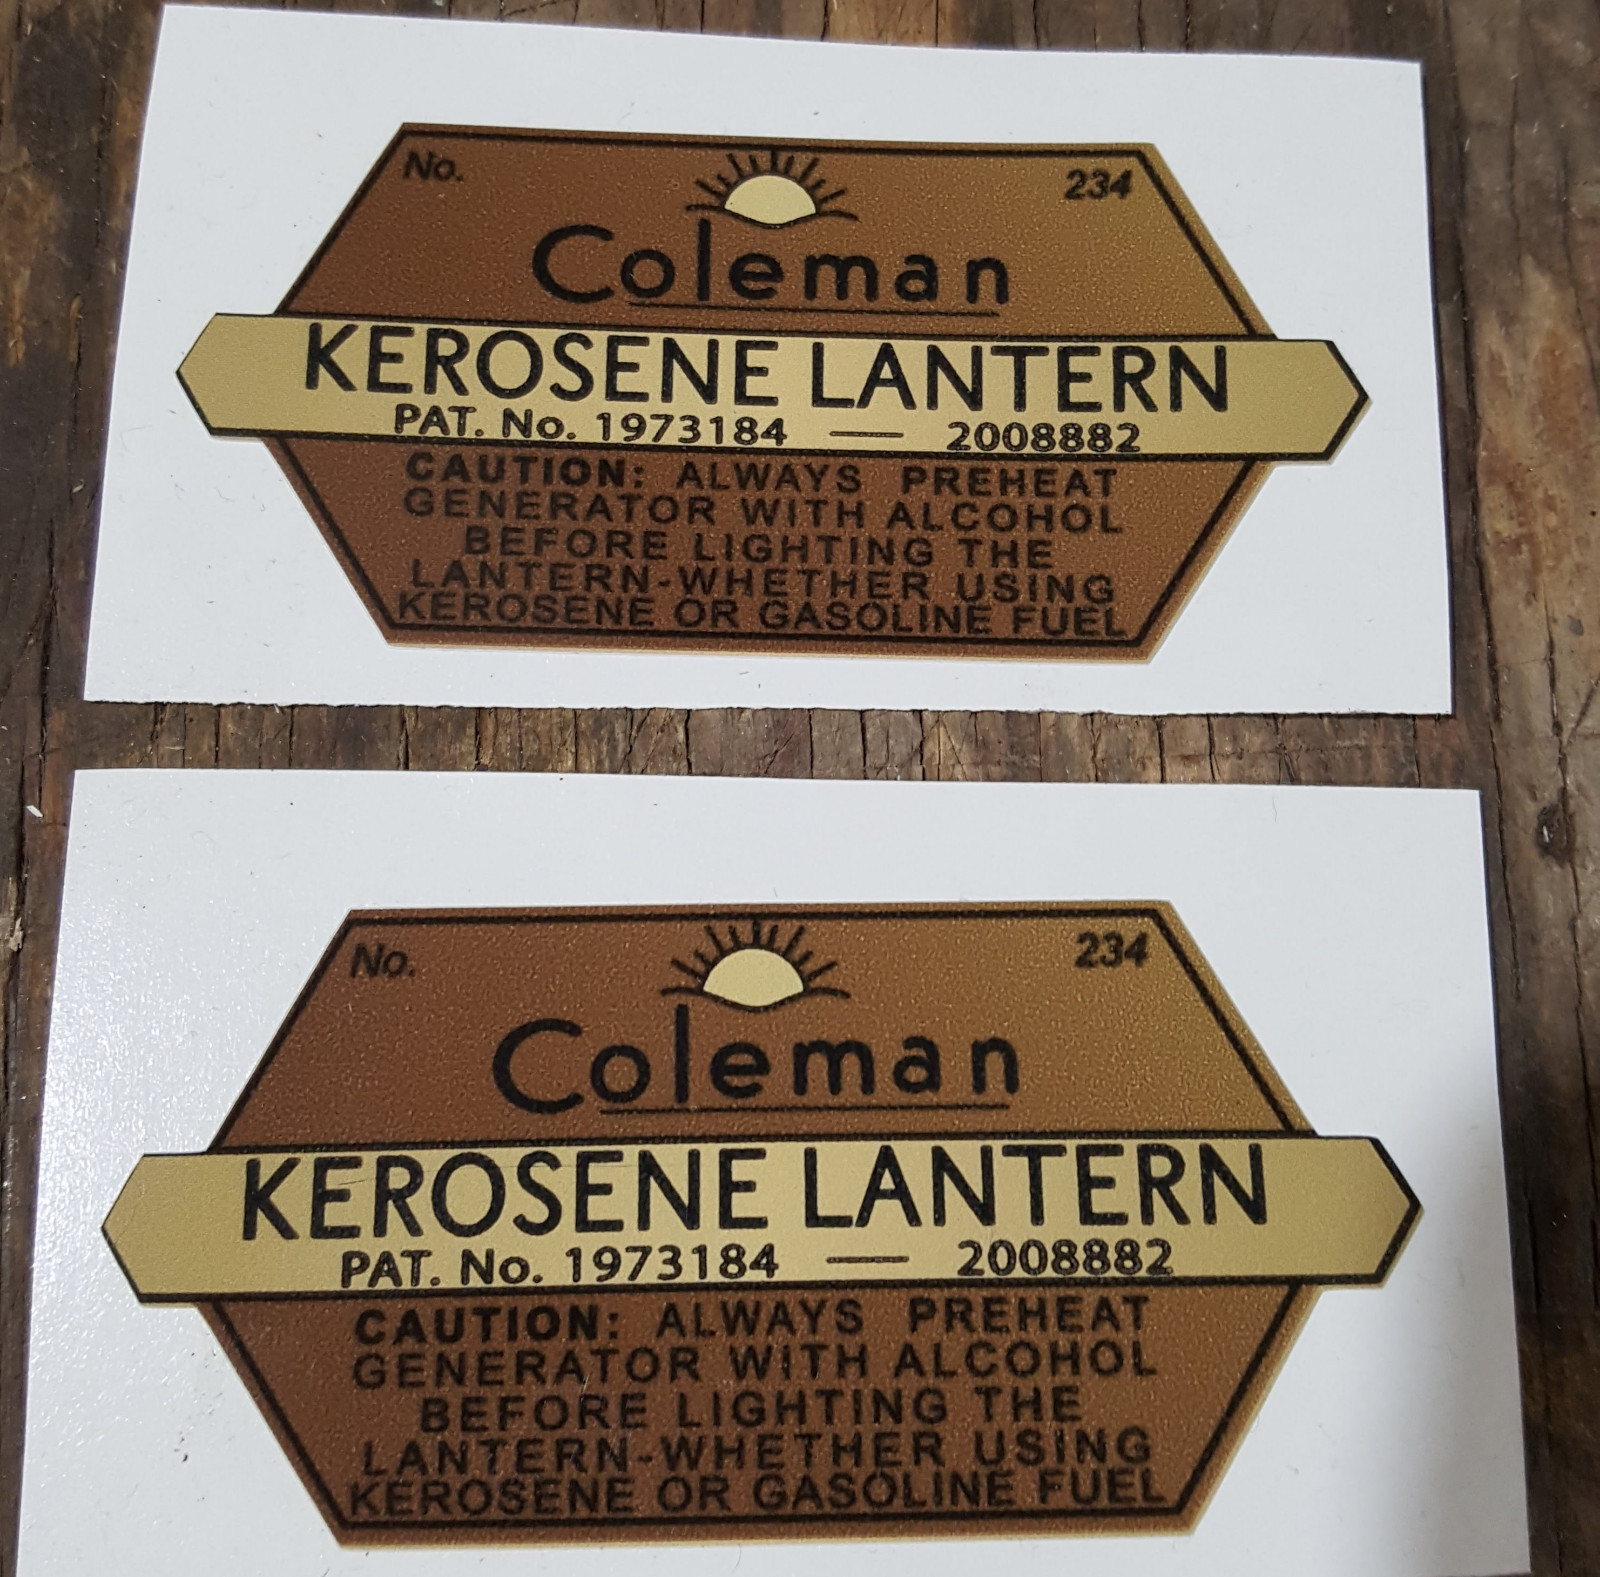 No. 234
Coleman
KEROSENE LANTERN
PAT. No. 1973184 — 2008882
CAUTION: ALWAYS PREHEAT
GENERATOR WITH ALCOHOL
BEFORE LIGHTING THE
LANTERN-WHETHER USING
KEROSENE OR GASOLINE FUEL
No. 234
Coleman
KEROSENE LANTERN
PAT. No. 1973184 — 2008882
CAUTION: ALWAYS PREHEAT
GENERATOR WITH ALCOHOL
BEFORE LIGHTING THE
LANTERN-WHETHER USING
KEROSENE OR GASOLINE FUEL